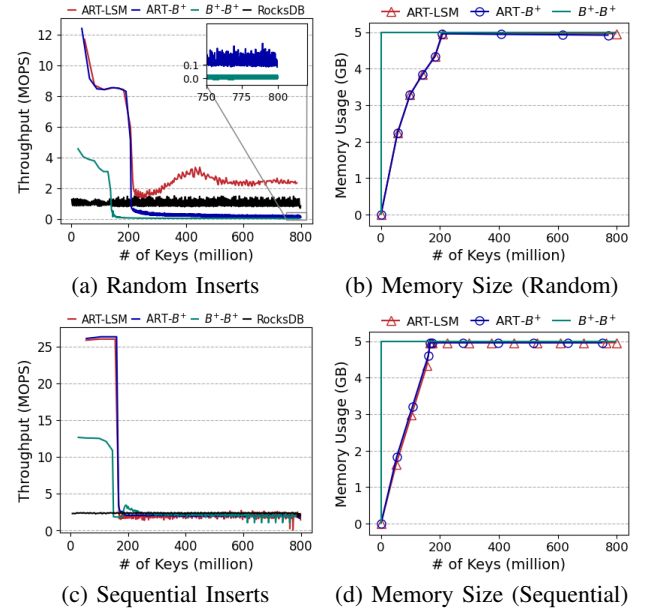 ART-LSM ART-B⁺ B⁺-B⁺ RocksDB
Throughput (MOPS)
12
10
8
6
4
2
0
0.1
0.0
750 775 800
0 200 400 600 800
# of Keys (million)
(a) Random Inserts
ART-LSM ART-B⁺ B⁺-B⁺
Memory Usage (GB)
5
4
3
2
1
0
0 200 400 600 800
# of Keys (million)
(b) Memory Size (Random)
ART-LSM ART-B⁺ B⁺-B⁺ RocksDB
Throughput (MOPS)
25
20
15
10
5
0
0 200 400 600 800
# of Keys (million)
(c) Sequential Inserts
ART-LSM ART-B⁺ B⁺-B⁺
Memory Usage (GB)
5
4
3
2
1
0
0 200 400 600 800
# of Keys (million)
(d) Memory Size (Sequential)